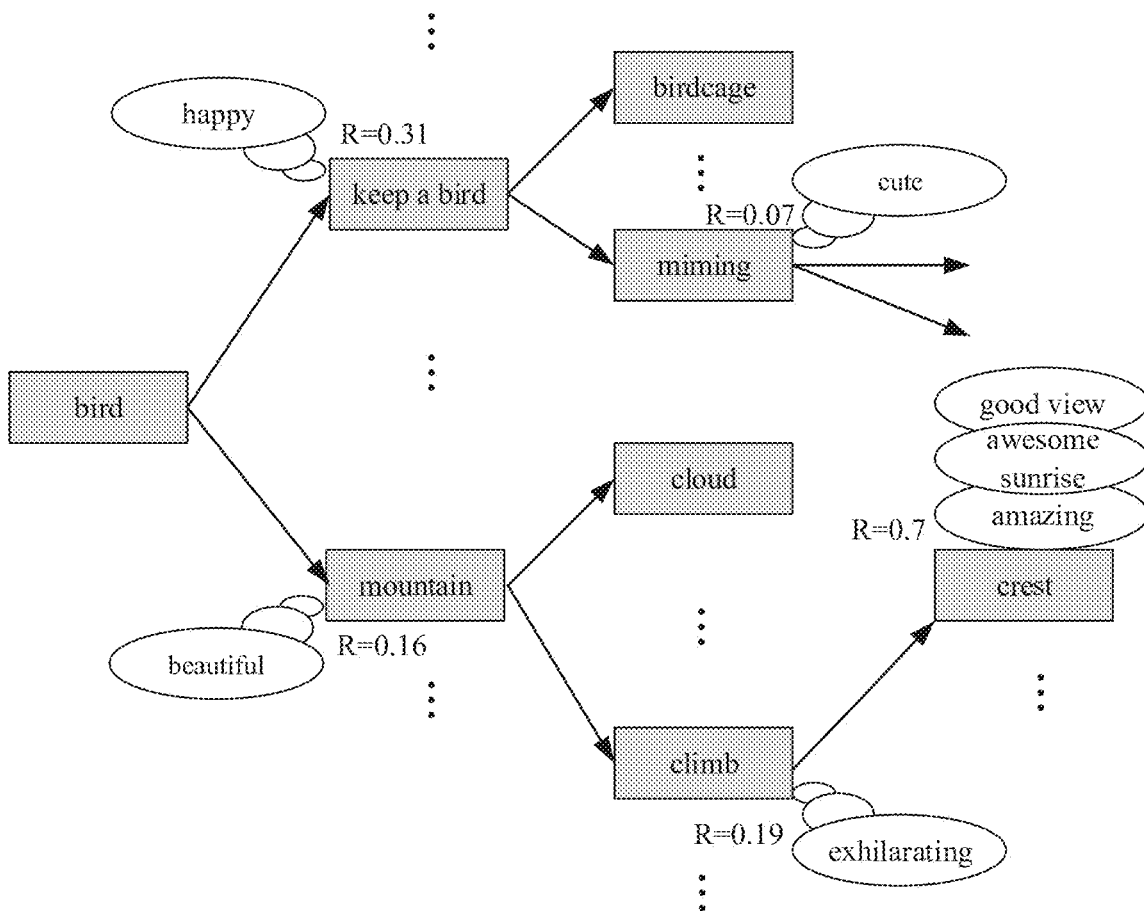 birdcage
happy
R=0.31
keep a bird
cute
R=0.07
miming
bird
good view
awesome
sunrise
amazing
cloud
R=0.7
mountain
crest
R=0.16
beautiful
climb
R=0.19
exhilarating